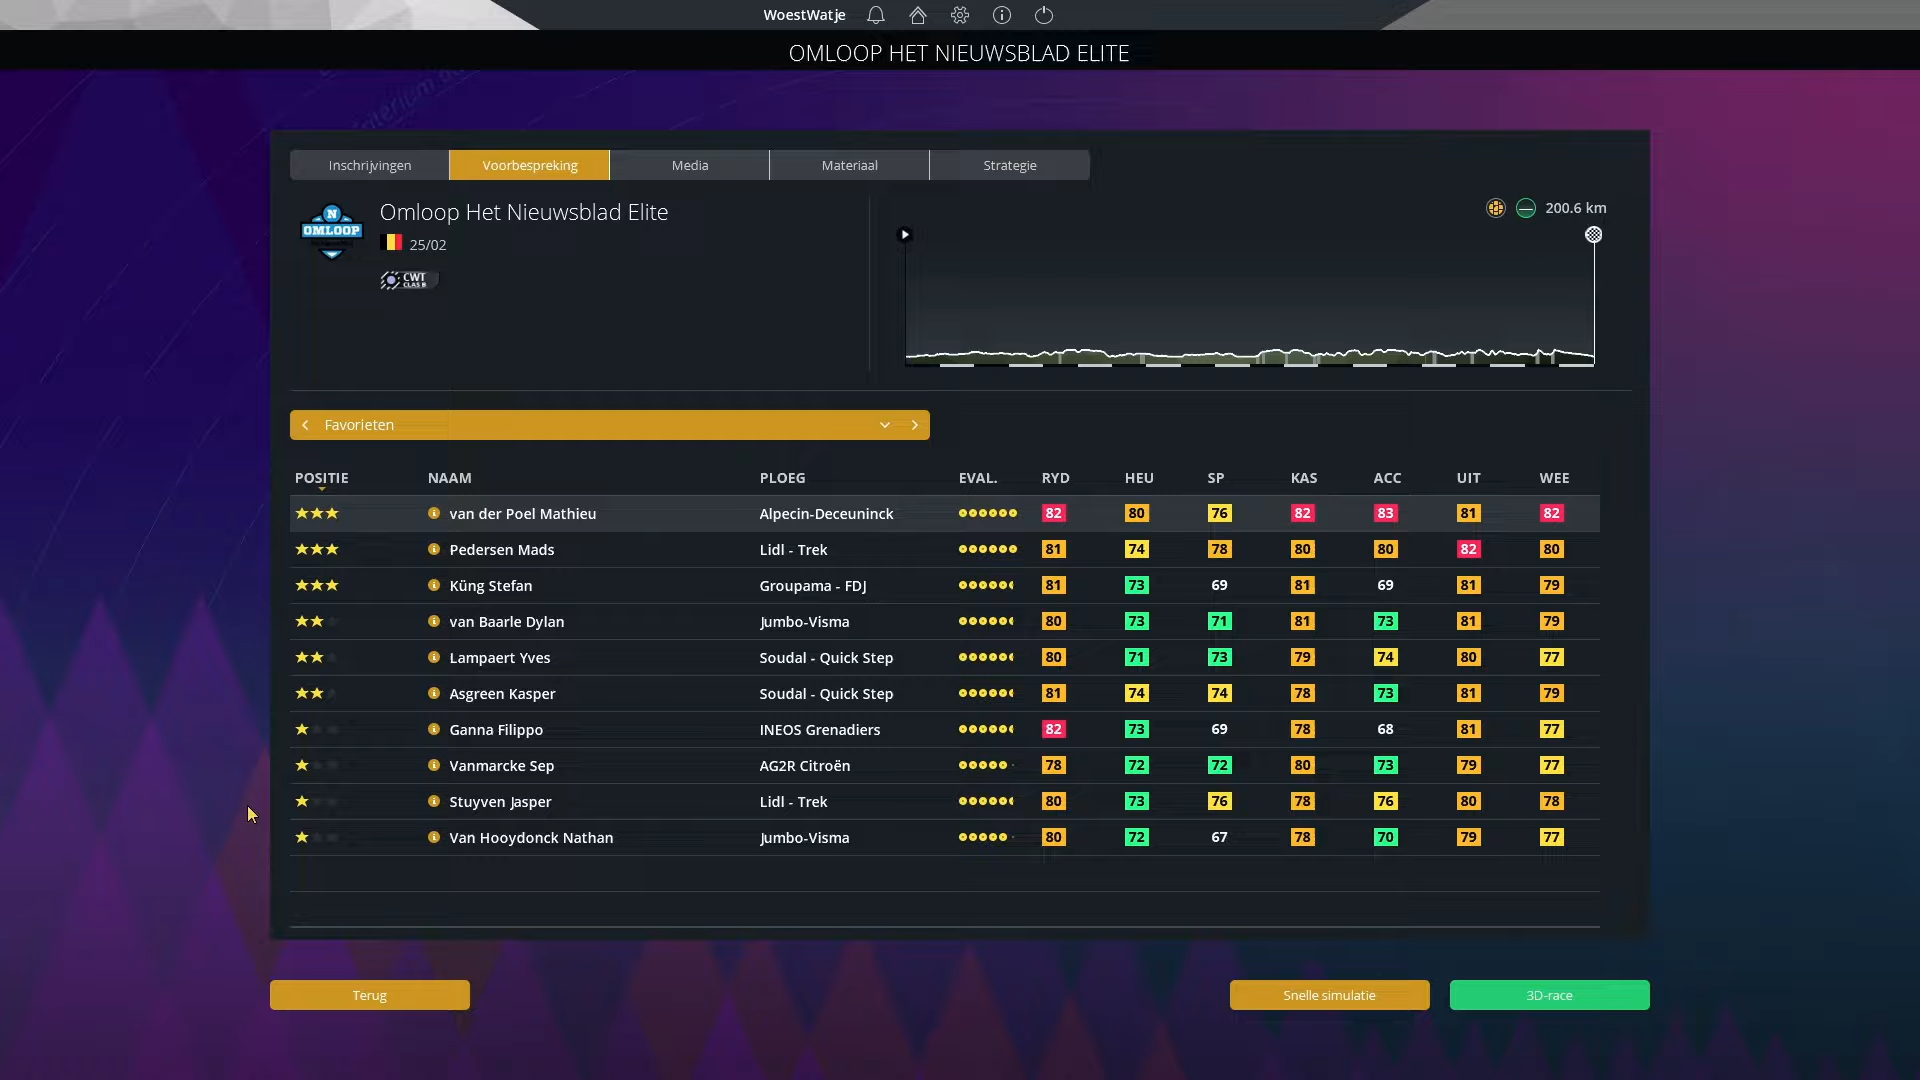 WoestWatje
OMLOOP HET NIEUWSBLAD ELITE
Inschrijvingen Voorbespreking Media Materiaal Strategie
N
OMLOOP
Omloop Het Nieuwsblad Elite
25/02
CWT
CLAS B
200.6 km
Favorieten
POSITIE NAAM PLOEG EVAL. RYD HEU SP KAS ACC UIT WEE
van der Poel Mathieu Alpecin-Deceuninck 82 80 76 82 83 81 82
Pedersen Mads Lidl - Trek 81 74 78 80 80 82 80
Küng Stefan Groupama - FDJ 81 73 69 81 69 81 79
van Baarle Dylan Jumbo-Visma 80 73 71 81 73 81 79
Lampaert Yves Soudal - Quick Step 80 71 73 79 74 80 77
Asgreen Kasper Soudal - Quick Step 81 74 74 78 73 81 79
Ganna Filippo INEOS Grenadiers 82 73 69 78 68 81 77
Vanmarcke Sep AG2R Citroën 78 72 72 80 73 79 77
Stuyven Jasper Lidl - Trek 80 73 76 78 76 80 78
Van Hooydonck Nathan Jumbo-Visma 80 72 67 78 70 79 77
Terug Snelle simulatie 3D-race